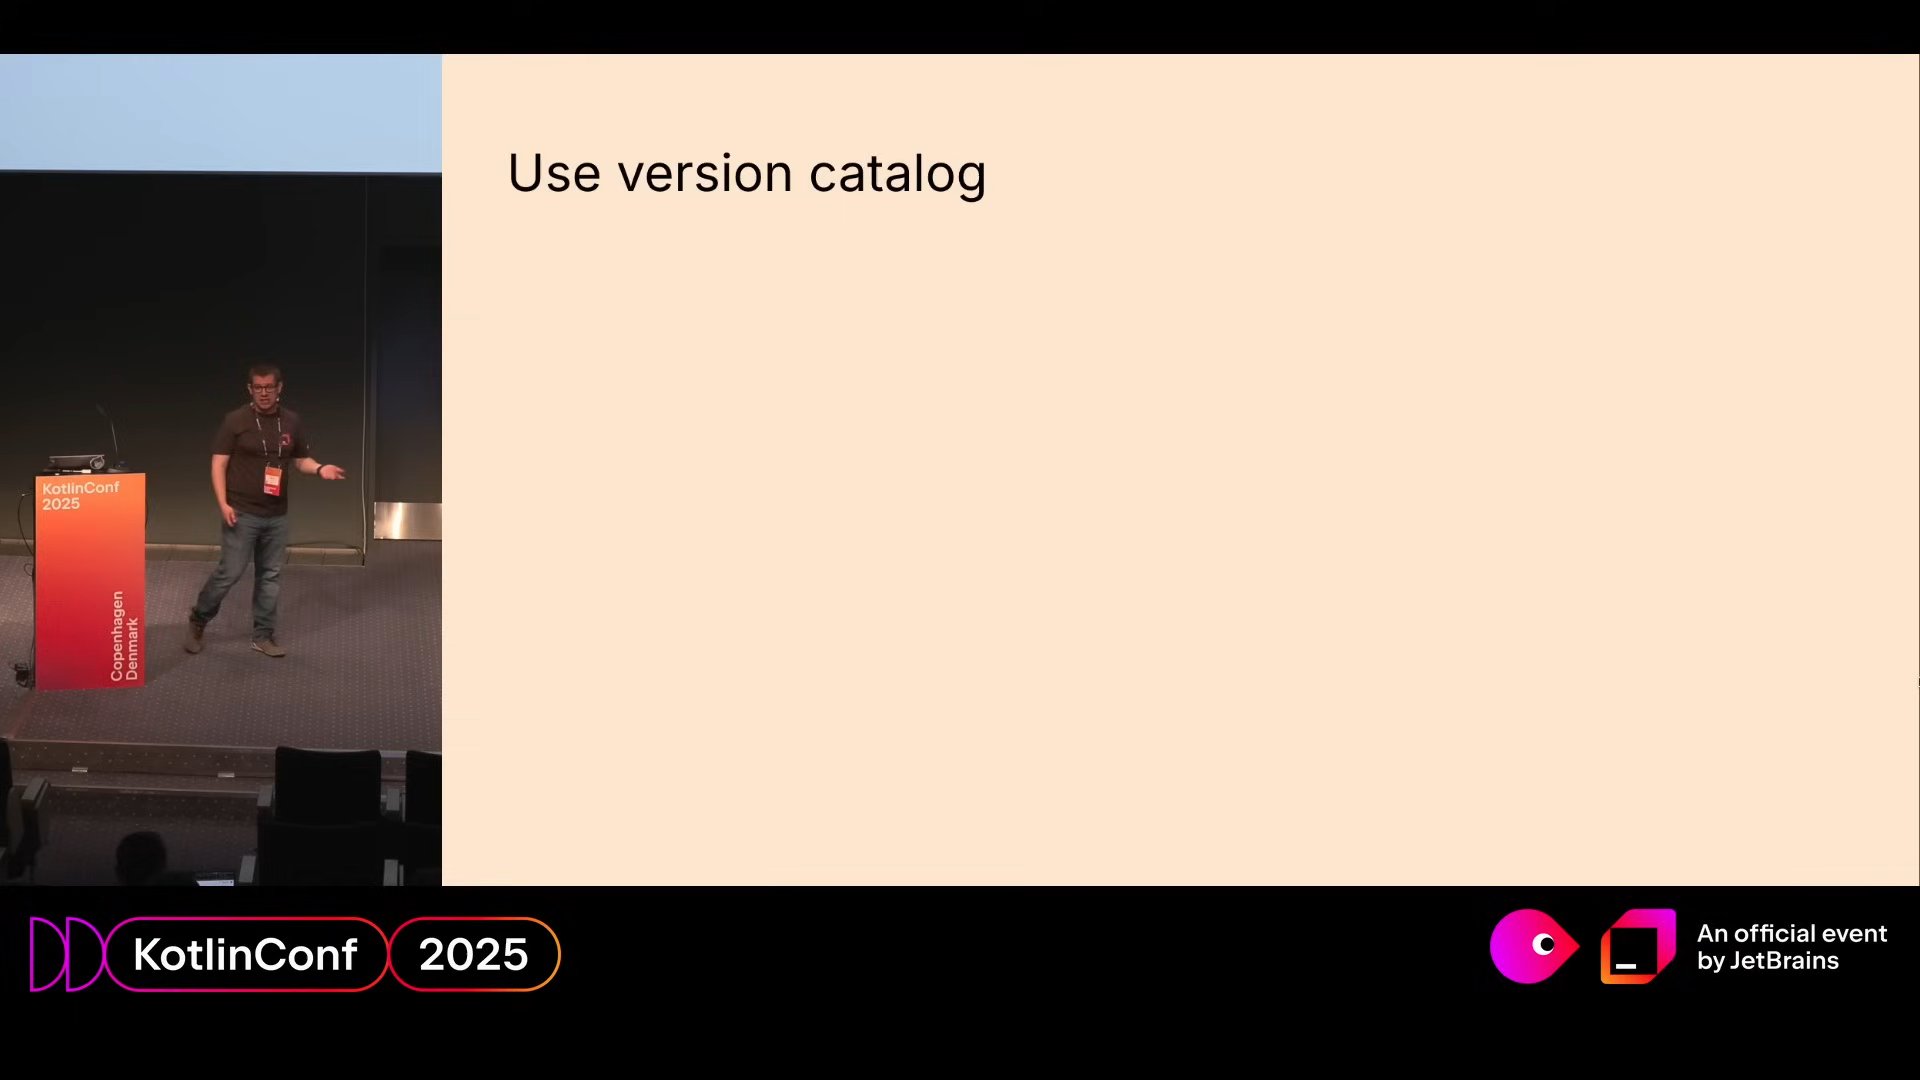 Use version catalog
KotlinConf
2025
Copenhagen
Denmark
KotlinConf 2025
An official event
by JetBrains